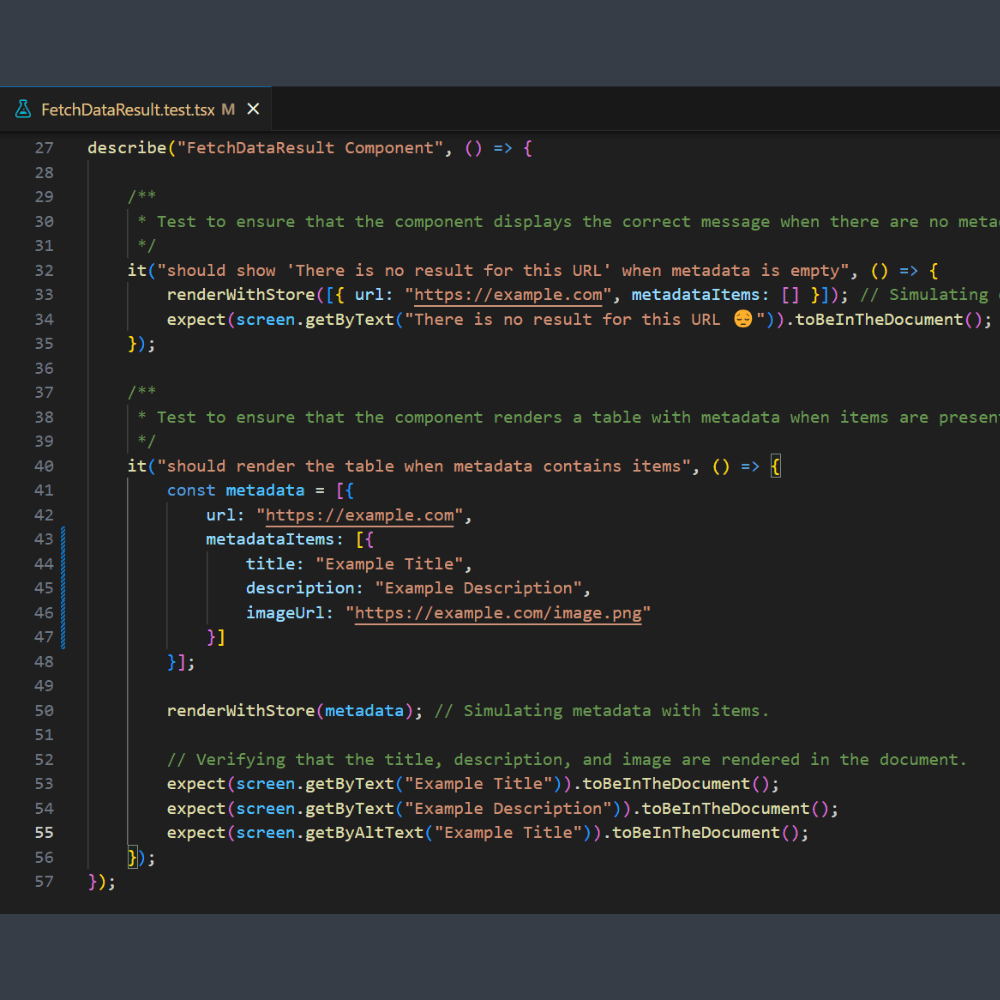 FetchDataResult.test.tsx M ✕
27 describe("FetchDataResult Component", () => {
28
29     /**
30      * Test to ensure that the component displays the correct message when there are no
31      */
32     it("should show 'There is no result for this URL' when metadata is empty", () => {
33         renderWithStore([{ url: "https://example.com", metadataItems: [] }]); // Simulating
34         expect(screen.getByText("There is no result for this URL 😔")).toBeInTheDocument();
35     });
36
37     /**
38      * Test to ensure that the component renders a table with metadata when items are
39      */
40     it("should render the table when metadata contains items", () => {
41         const metadata = [{
42             url: "https://example.com",
43             metadataItems: [{
44                 title: "Example Title",
45                 description: "Example Description",
46                 imageUrl: "https://example.com/image.png"
47             }]
48         }];
49
50         renderWithStore(metadata); // Simulating metadata with items.
51
52         // Verifying that the title, description, and image are rendered in the document.
53         expect(screen.getByText("Example Title")).toBeInTheDocument();
54         expect(screen.getByText("Example Description")).toBeInTheDocument();
55         expect(screen.getByAltText("Example Title")).toBeInTheDocument();
56     });
57 });